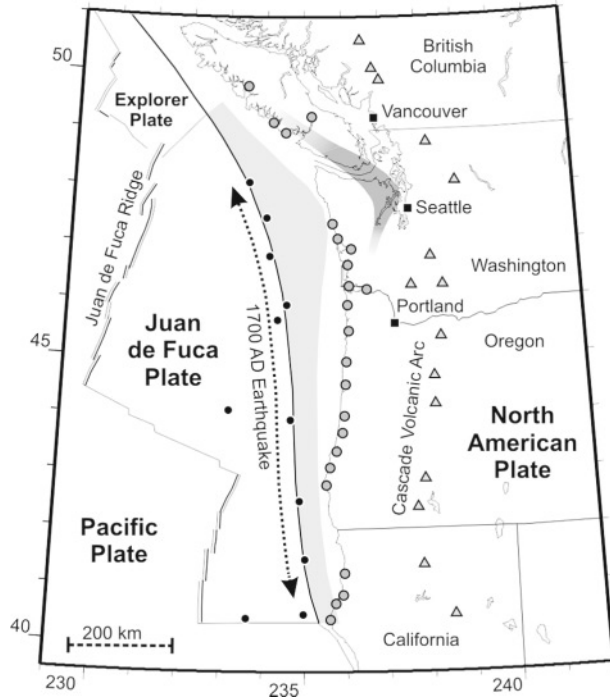 50
British
Columbia
Explorer
Plate
Vancouver
Juan de Fuca Ridge
Seattle
Washington
1700 AD Earthquake
Portland
Juan
de Fuca
Plate
45
Oregon
Cascade Volcanic Arc
North
American
Plate
Pacific
Plate
200 km
California
40
230
235
240